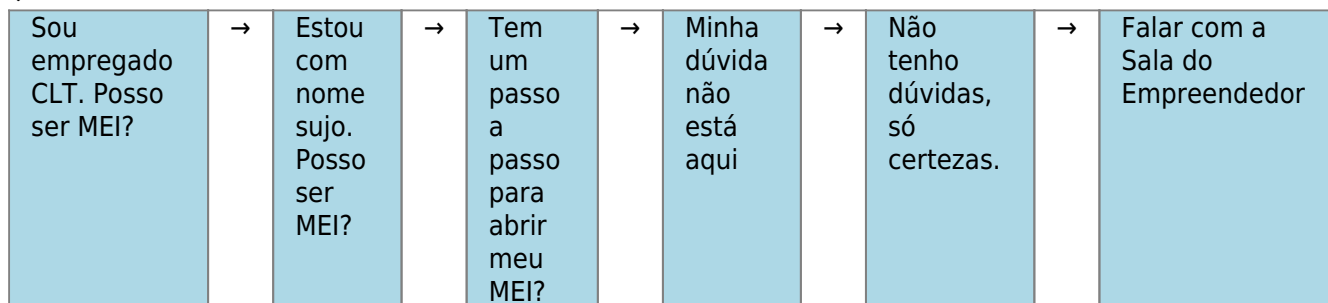 Sou
empregado
CLT. Posso
ser MEI?
→
Estou
com
nome
sujo.
Posso
ser
MEI?
→
Tem
um
passo
a
passo
para
abrir
meu
MEI?
→
Minha
dúvida
não
está
aqui
→
Não
tenho
dúvidas,
só
certezas.
→
Falar com a
Sala do
Empreendedor